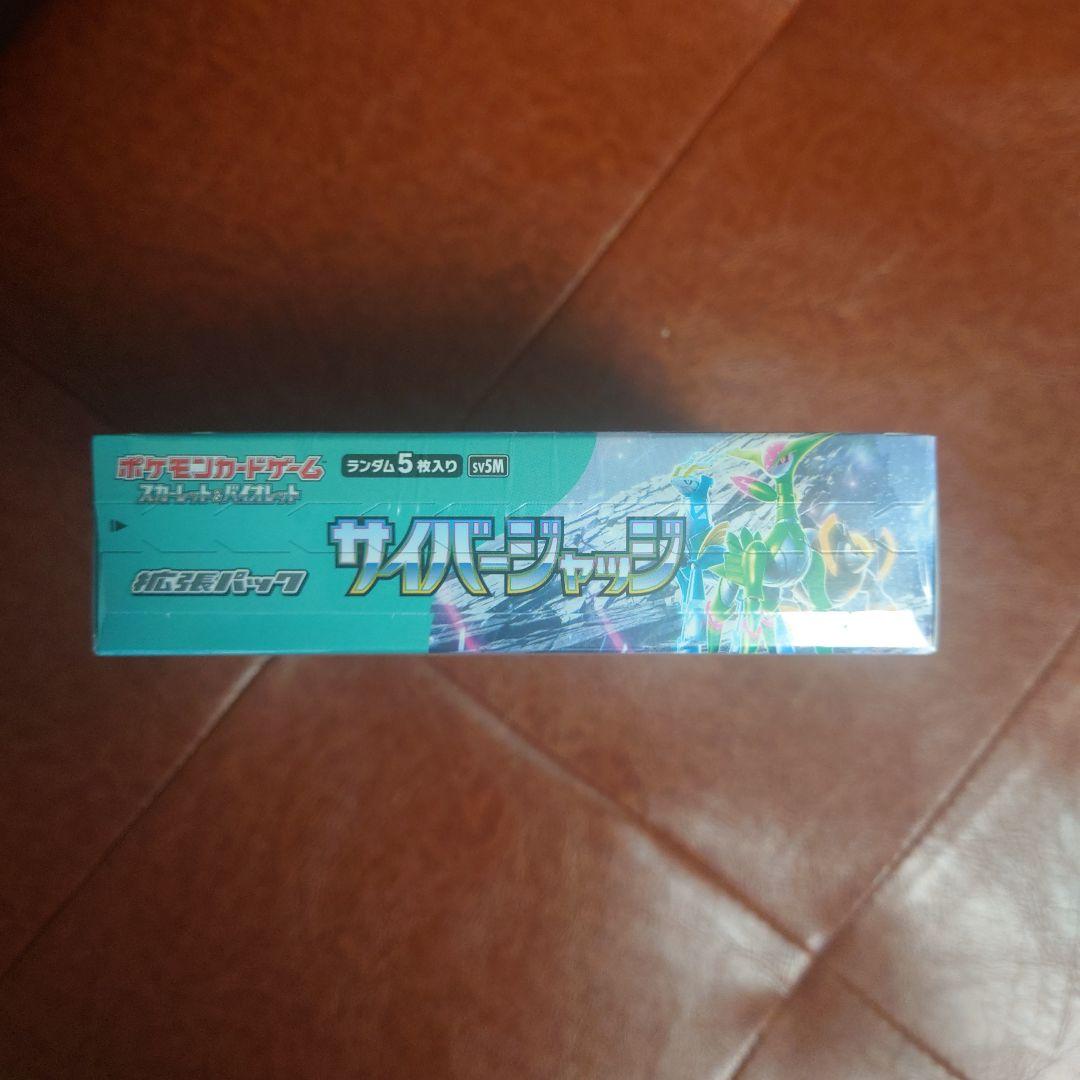 ポケモンカードゲーム
スカーレット&バイオレット
ランダム5枚入り
SV5M
サイバージャッジ
拡張パック